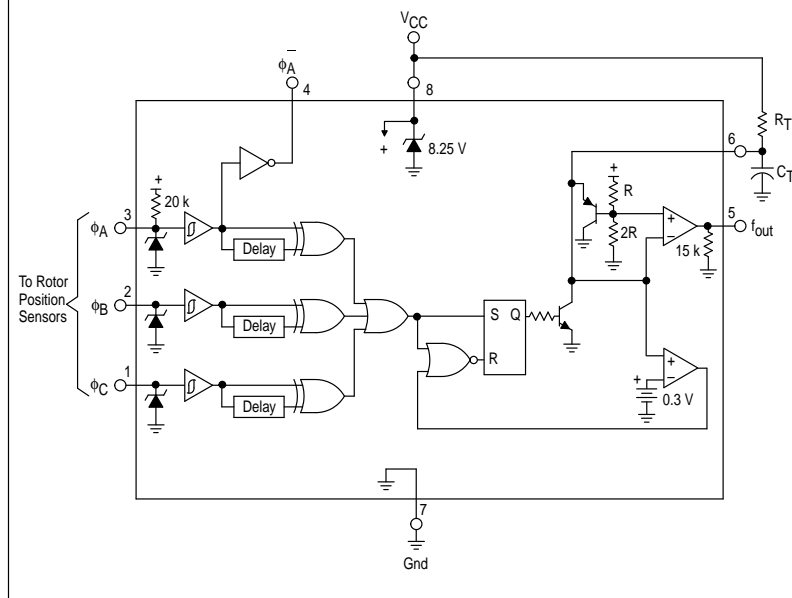 V_CC
ϕ_A‾
4
8
R_T
6
8.25 V
+
C_T
+
20 k
+
R
3
ϕ_A
+
−
5
f_out
2R
15 k
Delay
To Rotor
Position
Sensors
2
ϕ_B
S Q
Delay
R
1
ϕ_C
+
−
+
0.3 V
Delay
7
Gnd